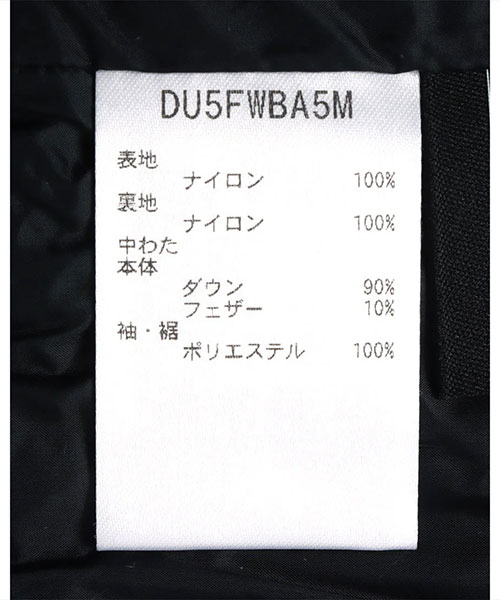 DU5FWBA5M
表地
ナイロン 100%
裏地
ナイロン 100%
中わた
本体
ダウン 90%
フェザー 10%
袖・裾
ポリエステル 100%